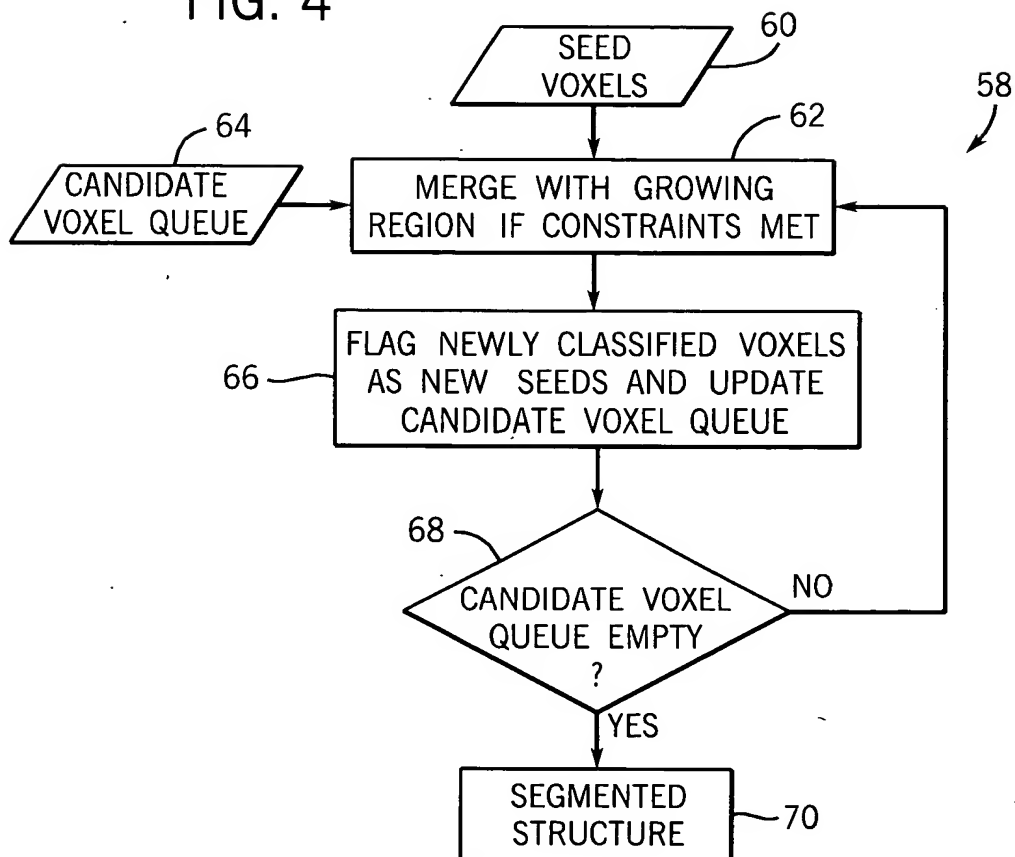 FIG. 4
60
SEED
VOXELS
58
64
62
CANDIDATE
VOXEL QUEUE
MERGE WITH GROWING
REGION IF CONSTRAINTS MET
66
FLAG NEWLY CLASSIFIED VOXELS
AS NEW SEEDS AND UPDATE
CANDIDATE VOXEL QUEUE
68
CANDIDATE VOXEL
QUEUE EMPTY
?
NO
YES
SEGMENTED
STRUCTURE
70